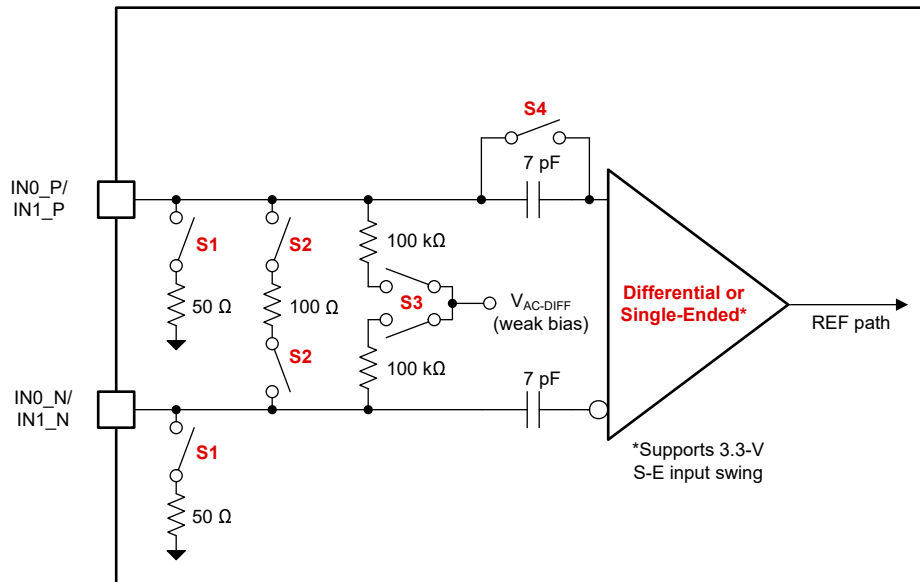 S4
7 pF
IN0_P/
IN1_P
S1
S2
100 kΩ
50 Ω
100 Ω
S3
V_AC-DIFF
(weak bias)
S2
100 kΩ
Differential or
Single-Ended*
REF path
IN0_N/
IN1_N
7 pF
S1
50 Ω
*Supports 3.3-V
S-E input swing